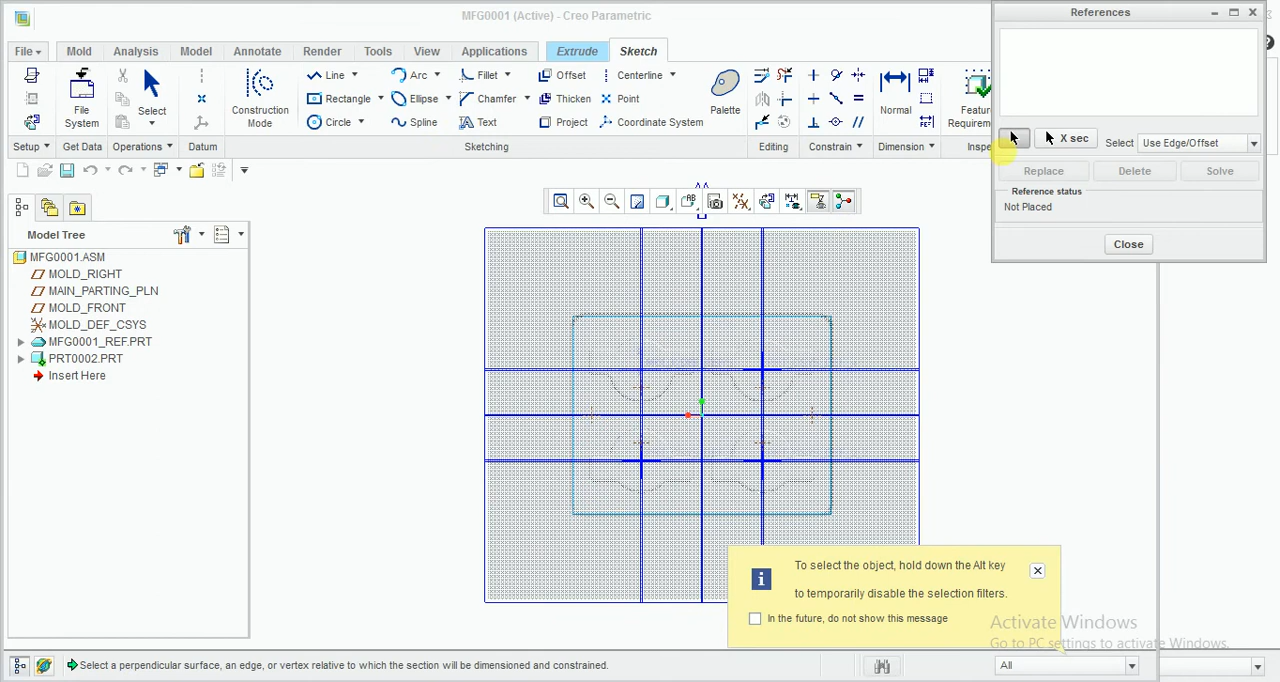 MFG0001 (Active) - Creo Parametric
References
File
Mold
Analysis
Model
Annotate
Render
Tools
View
Applications
Extrude
Sketch
File System
Select
Construction Mode
Line
Rectangle
Circle
Arc
Ellipse
Spline
Fillet
Chamfer
Text
Offset
Thicken
Project
Centerline
Point
Coordinate System
Palette
Normal
Feature
Requirem
Setup
Get Data
Operations
Datum
Sketching
Editing
Constrain
Dimension
Inspe
X sec
Select
Use Edge/Offset
Replace
Delete
Solve
Reference status
Not Placed
Close
Model Tree
MFG0001.ASM
MOLD_RIGHT
MAIN_PARTING_PLN
MOLD_FRONT
MOLD_DEF_CSYS
MFG0001_REF.PRT
PRT0002.PRT
Insert Here
To select the object, hold down the Alt key
to temporarily disable the selection filters.
In the future, do not show this message
Activate Windows
Go to PC settings to activate Windows.
Select a perpendicular surface, an edge, or vertex relative to which the section will be dimensioned and constrained.
All